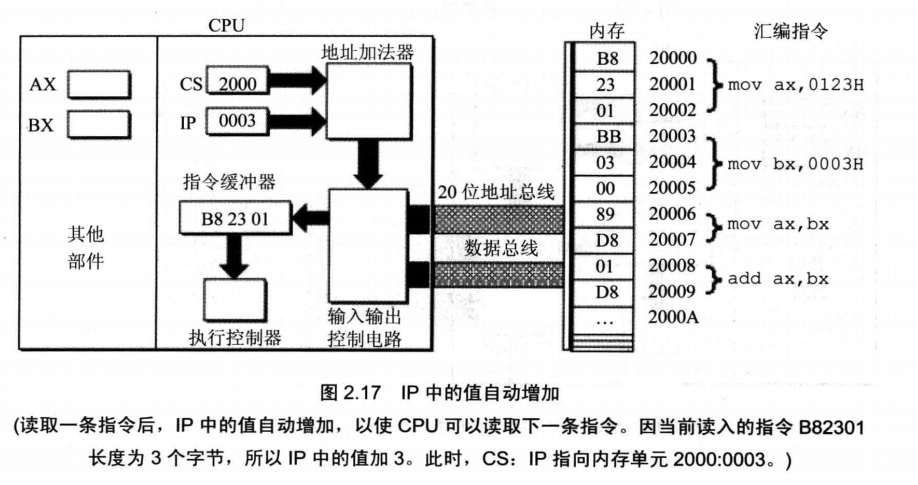 CPU
内存 汇编指令
地址加法器
AX
CS 2000
BX
IP 0003
指令缓冲器
B8 23 01
其他
部件
执行控制器
输入输出
控制电路
20 位地址总线
数据总线
B8 20000
23 20001 mov ax,0123H
01 20002
BB 20003
03 20004 mov bx,0003H
00 20005
89 20006
mov ax,bx
D8 20007
01 20008
add ax,bx
D8 20009
… 2000A
图 2.17 IP 中的值自动增加
(读取一条指令后，IP 中的值自动增加，以使 CPU 可以读取下一条指令。因当前读入的指令 B82301
长度为 3 个字节，所以 IP 中的值加 3。此时，CS：IP 指向内存单元 2000:0003。)